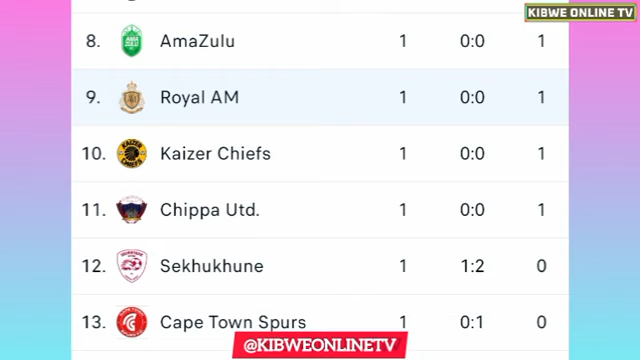 KIBWE ONLINE TV
8. AmaZulu 1 0:0 1
9. Royal AM 1 0:0 1
10. Kaizer Chiefs 1 0:0 1
11. Chippa Utd. 1 0:0 1
12. Sekhukhune 1 1:2 0
13. Cape Town Spurs 1 0:1 0
@KIBWEONLINETV